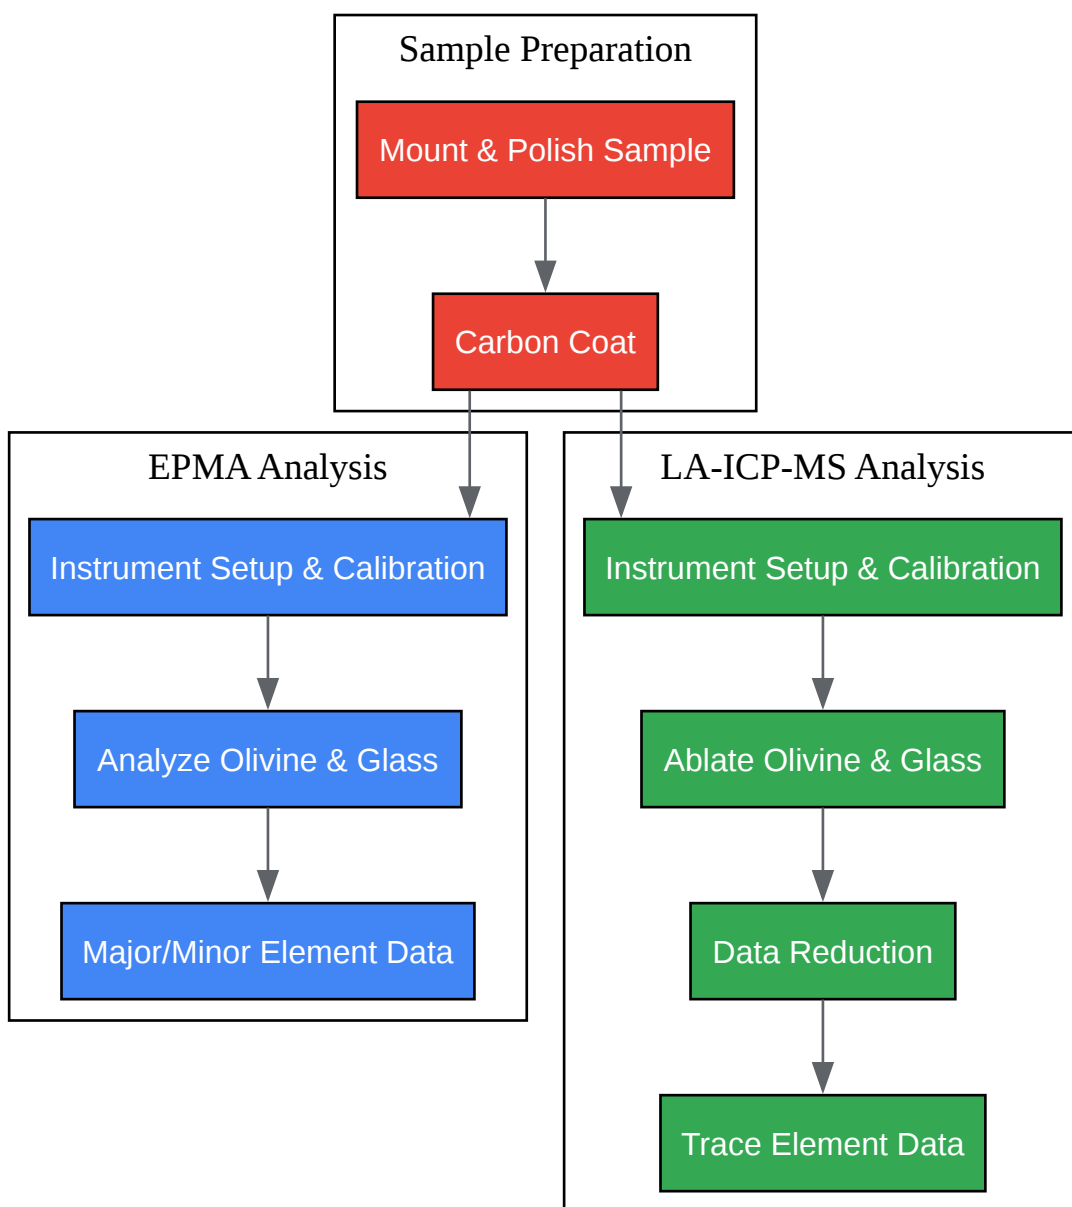 Sample Preparation
Mount & Polish Sample
Carbon Coat
EPMA Analysis
Instrument Setup & Calibration
Analyze Olivine & Glass
Major/Minor Element Data
LA-ICP-MS Analysis
Instrument Setup & Calibration
Ablate Olivine & Glass
Data Reduction
Trace Element Data